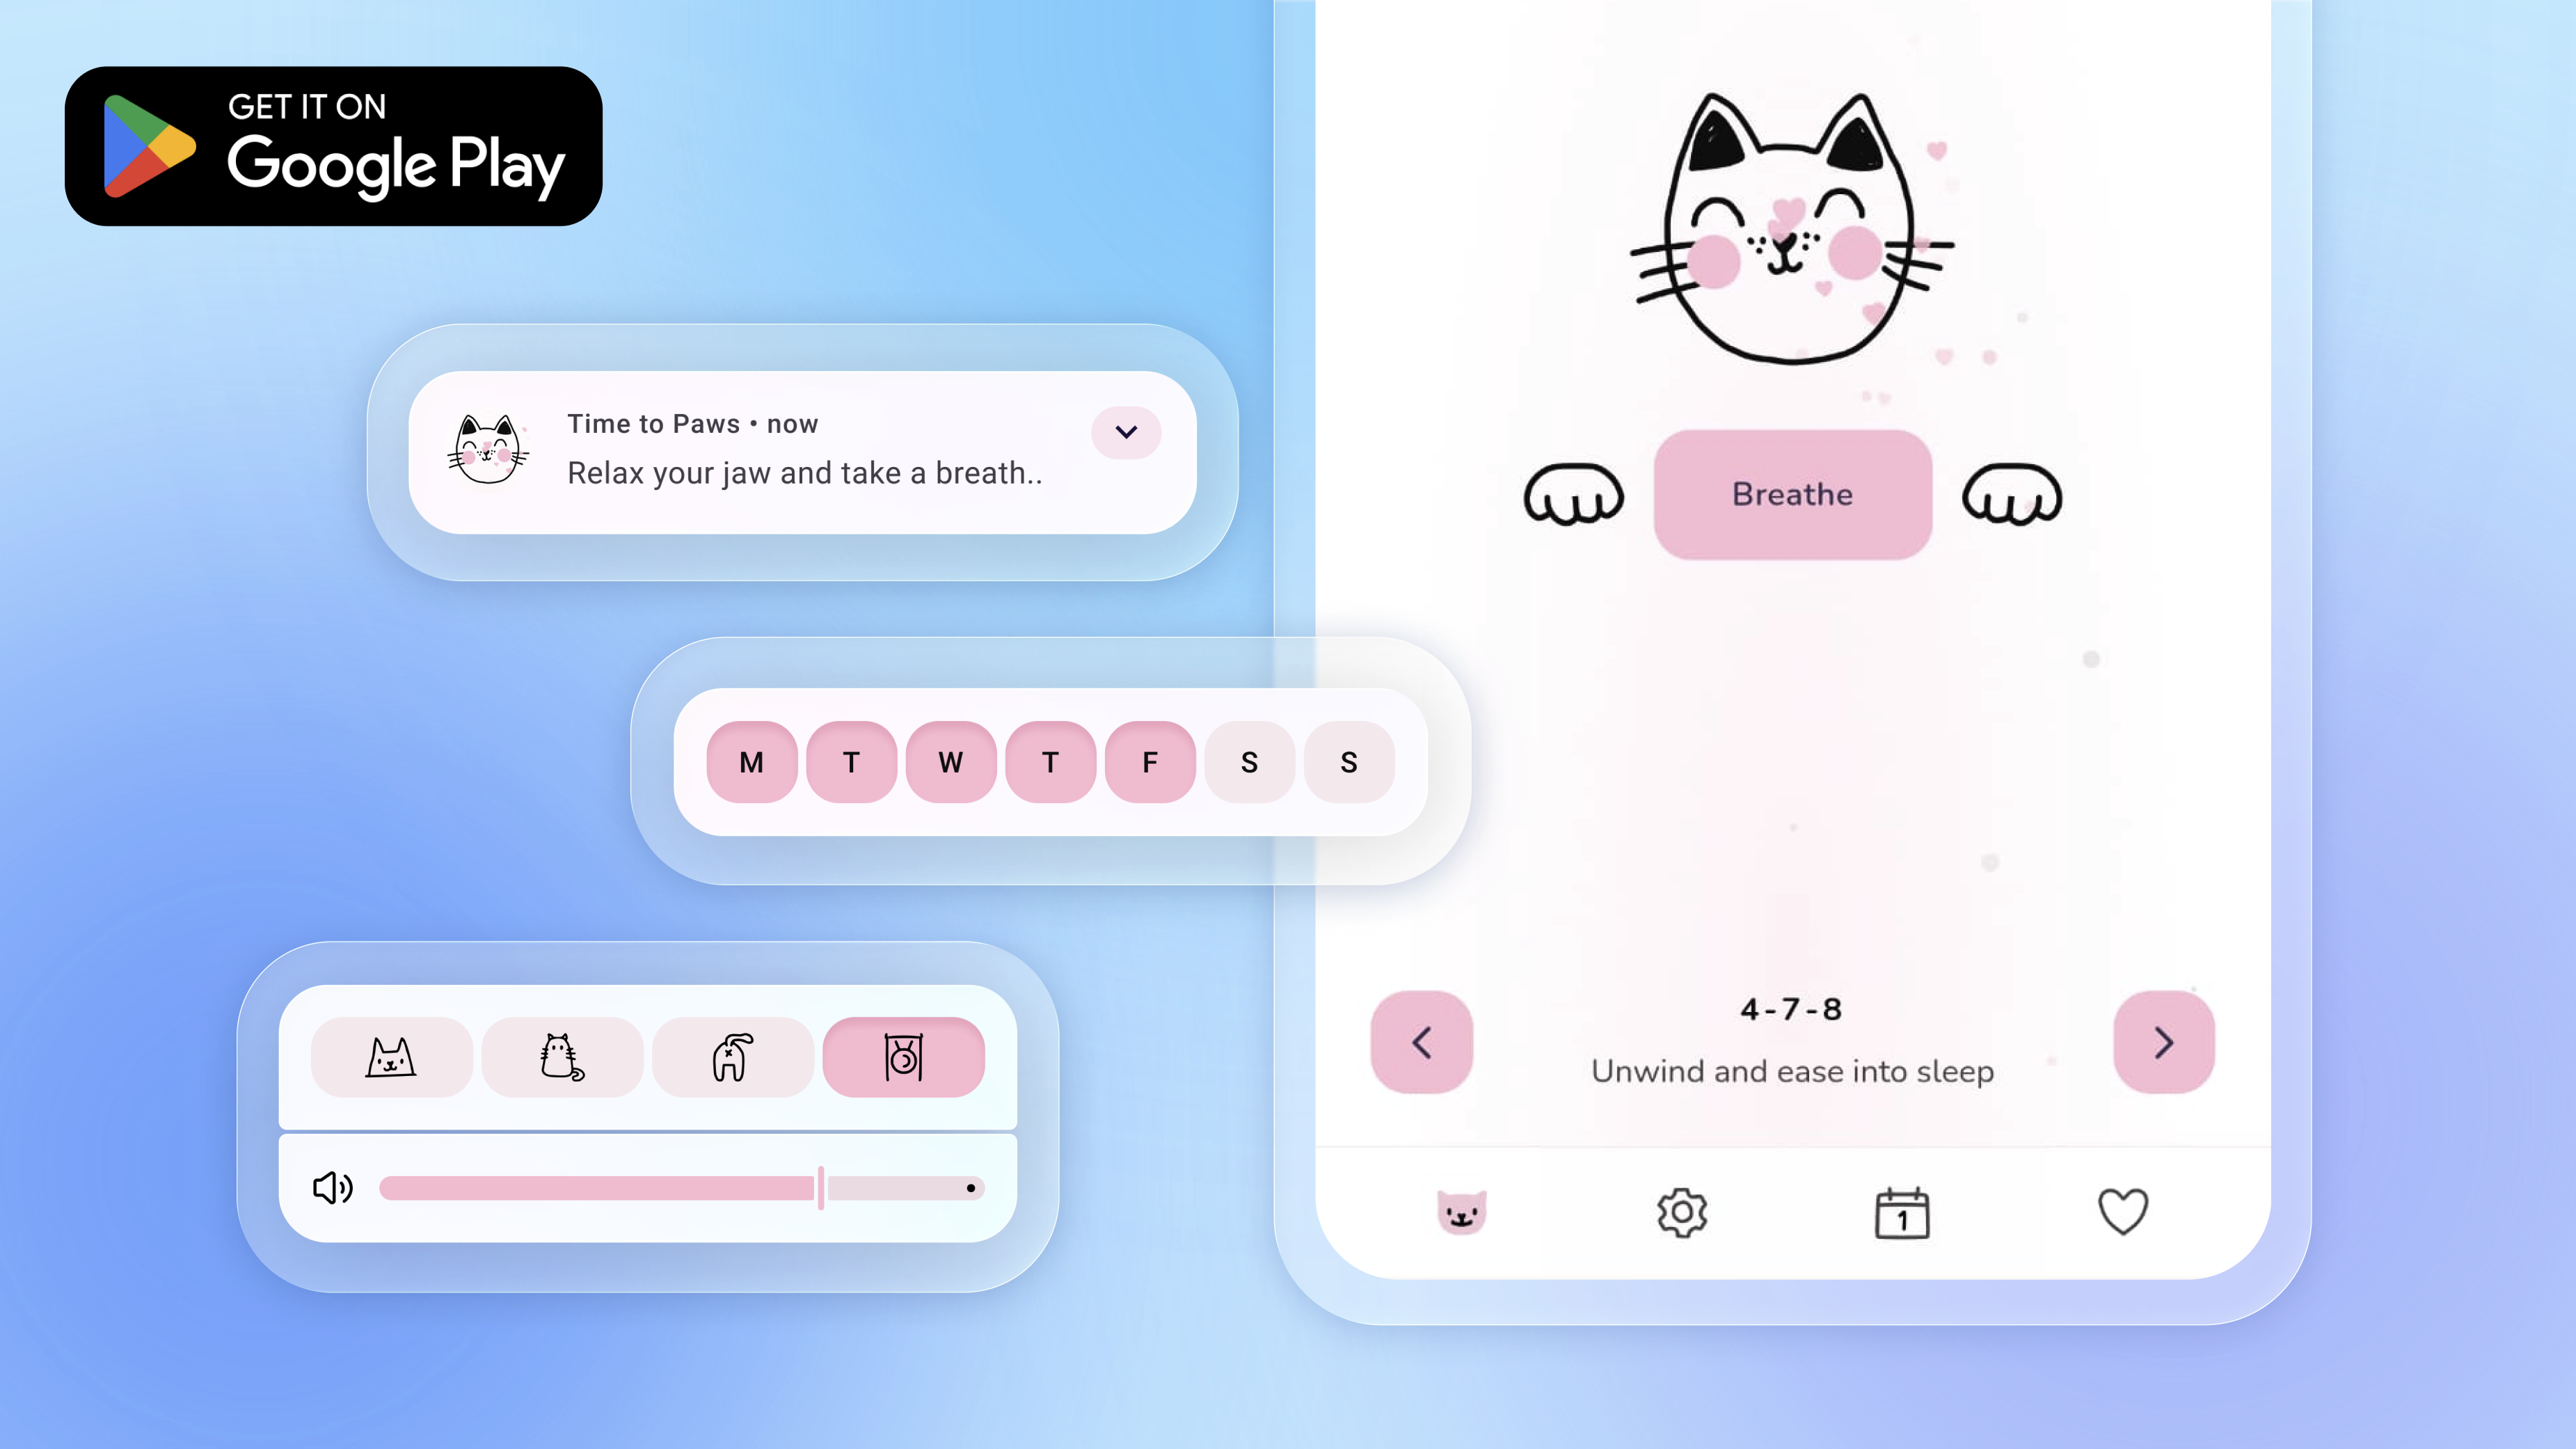 GET IT ON
Google Play
Time to Paws • now
Relax your jaw and take a breath..
M T W T F S S
Breathe
4-7-8
Unwind and ease into sleep
1